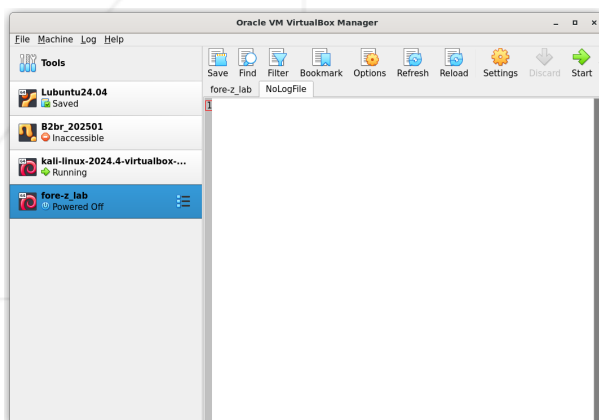 Oracle VM VirtualBox Manager
File Machine Log Help
Tools
Save Find Filter Bookmark Options Refresh Reload Settings Discard Start
fore-z_lab NoLogFile
1
Lubuntu24.04
Saved
B2br_202501
Inaccessible
kali-linux-2024.4-virtualbox-...
Running
fore-z_lab
Powered Off